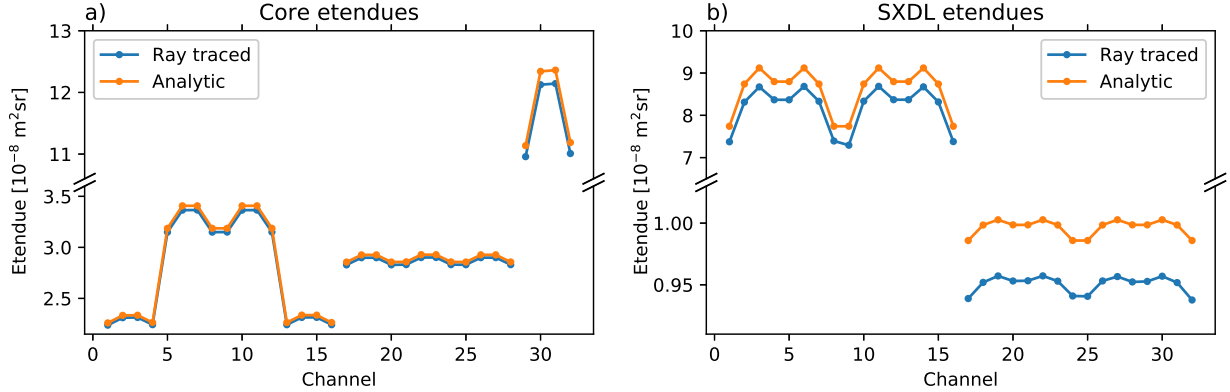 a) Core etendues
Etendue [10⁻⁸ m²sr]
13
12
11
3.5
3.0
2.5
Ray traced
Analytic
0 5 10 15 20 25 30
Channel
b) SXDL etendues
Etendue [10⁻⁸ m²sr]
10
9
8
7
1.00
0.95
Ray traced
Analytic
0 5 10 15 20 25 30
Channel